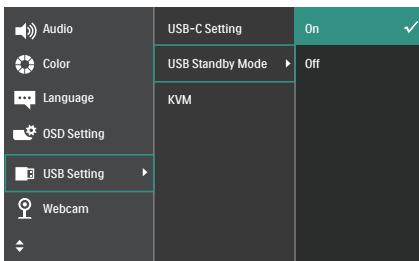 Audio
Color
Language
OSD Setting
USB Setting
Webcam
USB-C Setting
USB Standby Mode
KVM
On
Off